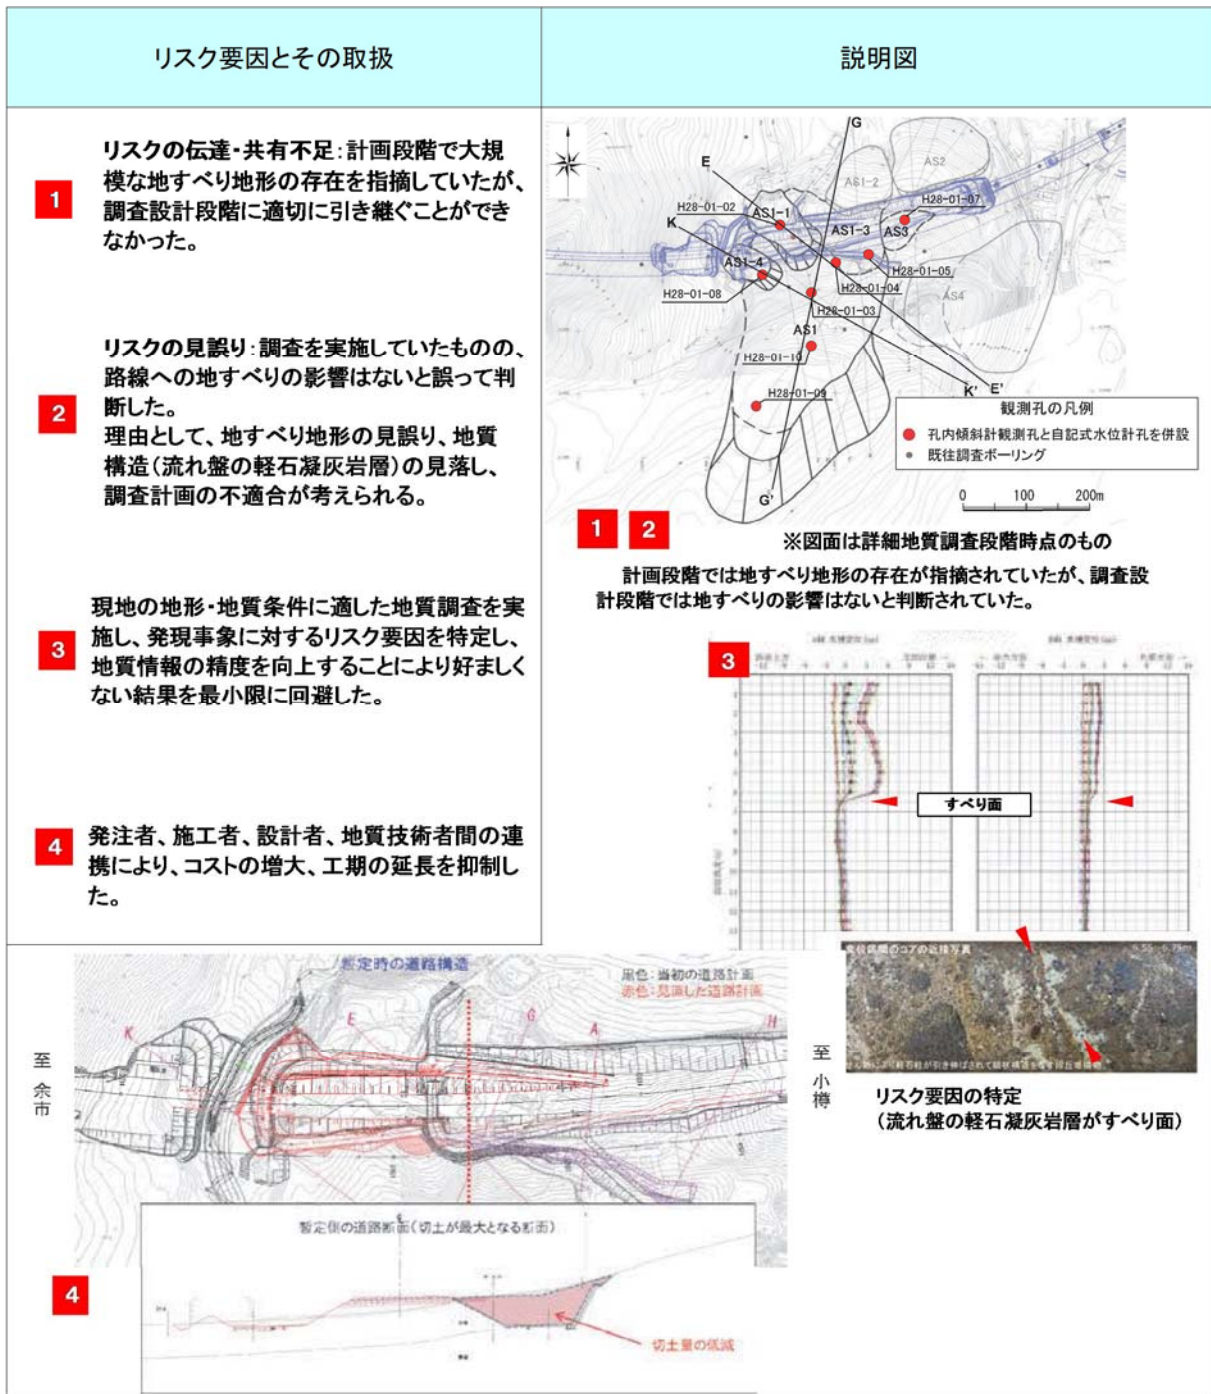 リスク要因とその取扱
説明図
1
リスクの伝達・共有不足：計画段階で大規
模な地すべり地形の存在を指摘していたが、
調査設計段階に適切に引き継ぐことができ
なかった。
2
リスクの見誤り：調査を実施していたものの、
路線への地すべりの影響はないと誤って判
断した。
理由として、地すべり地形の見誤り、地質
構造（流れ盤の軽石凝灰岩層）の見落し、
調査計画の不適合が考えられる。
3
現地の地形・地質条件に適した地質調査を実
施し、発現事象に対するリスク要因を特定し、
地質情報の精度を向上することにより好ましく
ない結果を最小限に回避した。
4
発注者、施工者、設計者、地質技術者間の連
携により、コストの増大、工期の延長を抑制し
た。
G
E
K
AS2
AS1-2
H28-01-07
H28-01-02
AS1-1
AS1-3
AS3
AS1-4
H28-01-05
H28-01-08
H28-01-04
AS4
H28-01-03
AS1
H28-01-10
H28-01-09
K'
E'
G'
観測孔の凡例
孔内傾斜計観測孔と自記式水位計孔を併設
既往調査ボーリング
0 100 200m
1 2
※図面は詳細地質調査段階時点のもの
計画段階では地すべり地形の存在が指摘されていたが、調査設
計段階では地すべりの影響はないと判断されていた。
3
すべり面
変位区間のコアの近接写真
6.55 - 6.75m
リスク要因の特定
（流れ盤の軽石凝灰岩層がすべり面）
暫定時の道路構造
黒色：当初の道路計画
赤色：見直した道路計画
K
E
G
A
H
至 余市
至 小樽
暫定側の道路断面（切土が最大となる断面）
切土量の低減
4